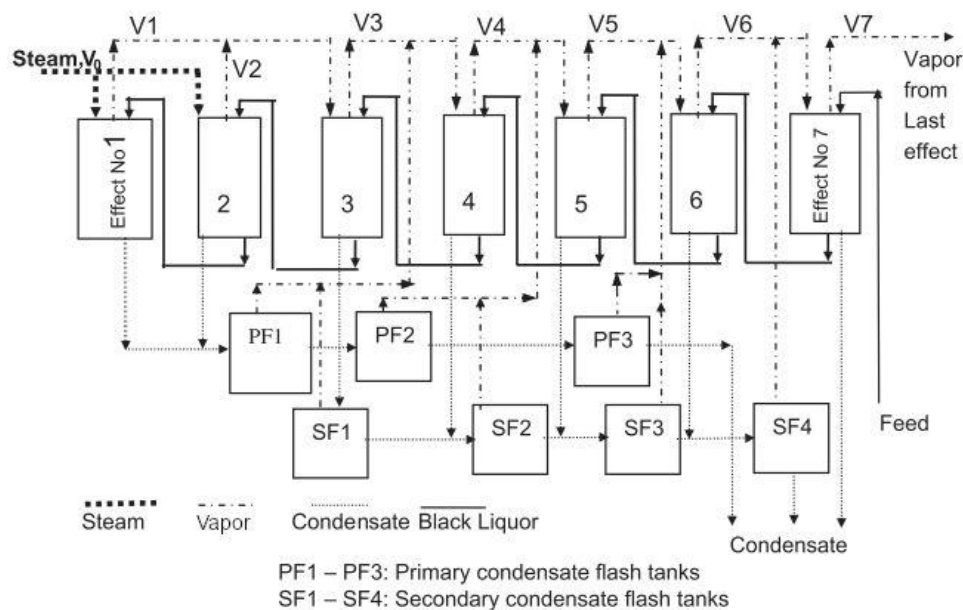 V1 V3 V4 V5 V6 V7
Steam,V0
V2
Vapor
from
Last
effect
Effect No 1
2
3
4
5
6
Effect No 7
PF1
PF2
PF3
SF1
SF2
SF3
SF4
Feed
Steam Vapor Condensate Black Liquor
Condensate
PF1 – PF3: Primary condensate flash tanks
SF1 – SF4: Secondary condensate flash tanks